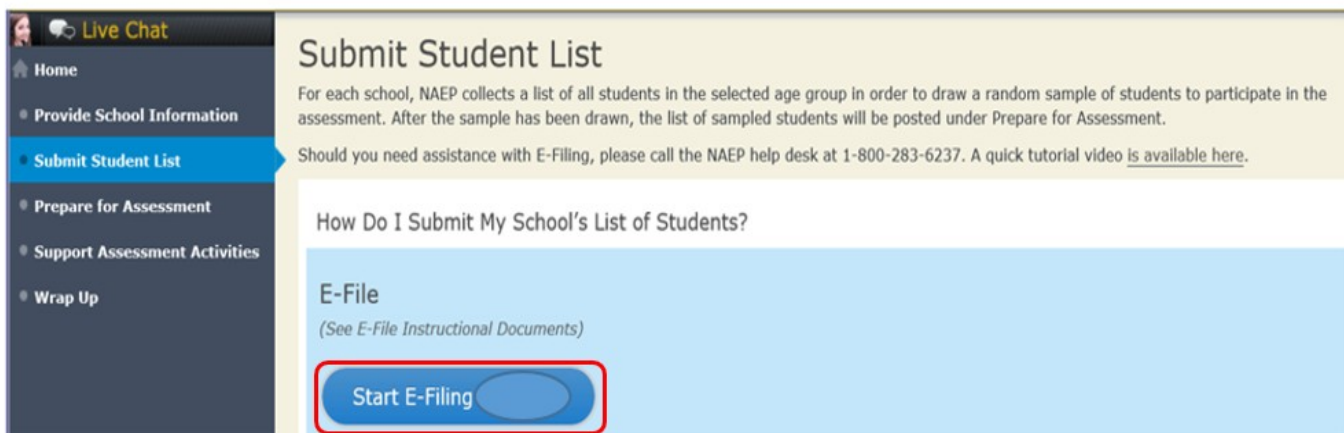 Live Chat
Home
Provide School Information
Submit Student List
Prepare for Assessment
Support Assessment Activities
Wrap Up
Submit Student List
For each school, NAEP collects a list of all students in the selected age group in order to draw a random sample of students to participate in the
assessment. After the sample has been drawn, the list of sampled students will be posted under Prepare for Assessment.
Should you need assistance with E-Filing, please call the NAEP help desk at 1-800-283-6237. A quick tutorial video is available here.
How Do I Submit My School's List of Students?
E-File
(See E-File Instructional Documents)
Start E-Filing